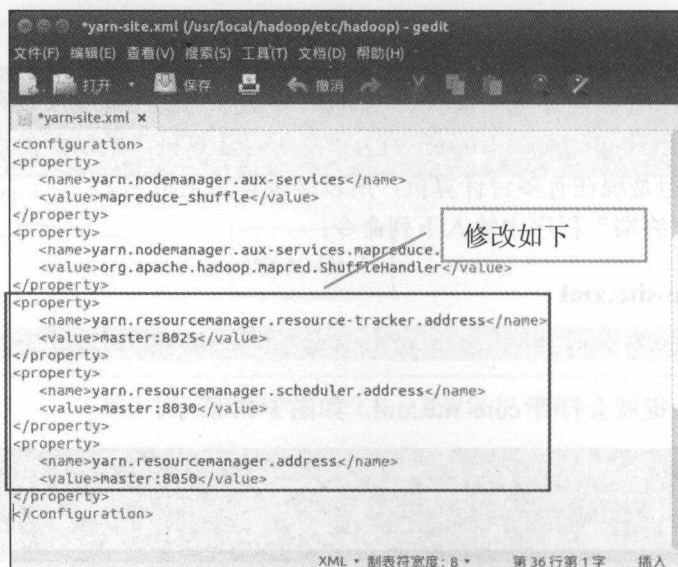 *yarn-site.xml (/usr/local/hadoop/etc/hadoop) - gedit
文件(F) 编辑(E) 查看(V) 搜索(S) 工具(T) 文档(D) 帮助(H)
打开 保存 撤消
*yarn-site.xml ×
<configuration>
<property>
<name>yarn.nodemanager.aux-services</name>
<value>mapreduce_shuffle</value>
</property>
<property>
<name>yarn.nodemanager.aux-services.mapreduce.
修改如下
<value>org.apache.hadoop.mapred.ShuffleHandler</value>
</property>
<property>
<name>yarn.resourcemanager.resource-tracker.address</name>
<value>master:8025</value>
</property>
<property>
<name>yarn.resourcemanager.scheduler.address</name>
<value>master:8030</value>
</property>
<property>
<name>yarn.resourcemanager.address</name>
<value>master:8050</value>
</property>
</configuration>
XML 制表符宽度: 8 第 36 行第 1 字 插入